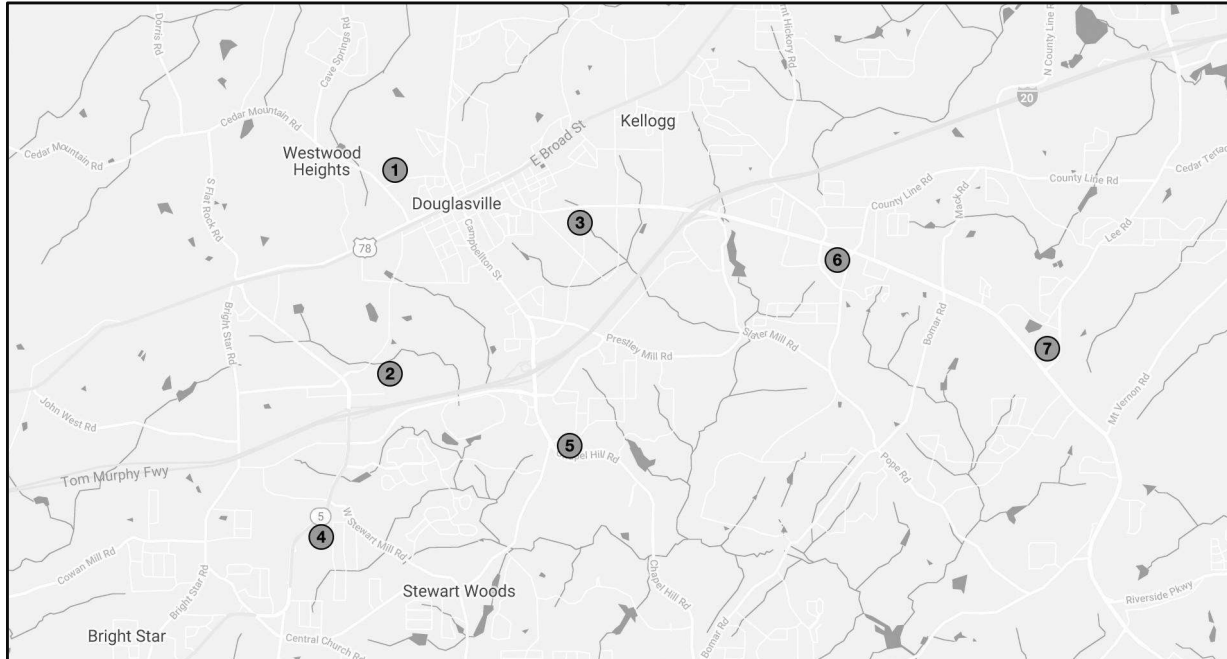 Dorris Rd
Cave Springs Rd
nt Hickory Rd
N County Line R
20
Cedar Mountain Rd
Kellogg
E Broad St
Westwood
Heights
1
Cedar Mountain Rd
Cedar Terrac
County Line Rd
County Line Rd
Mack Rd
S Flat Rock Rd
Douglasville
3
Campbellton St
Lee Rd
78
6
Bright Star Rd
Bomar Rd
Prestley Mill Rd
Slater Mill Rd
7
2
Mt Vernon Rd
John West Rd
5
Chapel Hill Rd
Tom Murphy Fwy
Pope Rd
5
4
W Stewart Mill Rd
Cowan Mill Rd
Bright Star Rd
Stewart Woods
Chapel Hill Rd
Riverside Pkwy
Bright Star
Central Church Rd
Bomar Rd